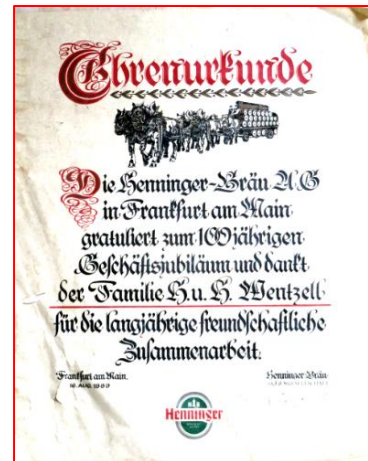 Ehrenurkunde
Die Henninger-Bräu A.G
in Frankfurt am Main
gratuliert zum 100jährigen
Geschäftsjubiläum und dankt
der Familie H. u. H. Wentzell
für die langjährige freundschaftliche
Zusammenarbeit.
Frankfurt am Main.
Henninger-Bräu
Henninger